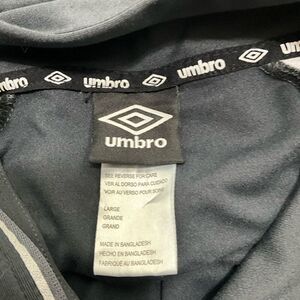 umbro umbro umbro
umbro
SEE REVERSE FOR CARE
VER AL DORSO PARA CUIDADO
VOIR AU VERSO POUR SOINS
LARGE
GRANDE
GRAND
MADE IN BANGLADESH
HECHO EN BANGLADESH
FABRIQUÉ AU BANGLADESH